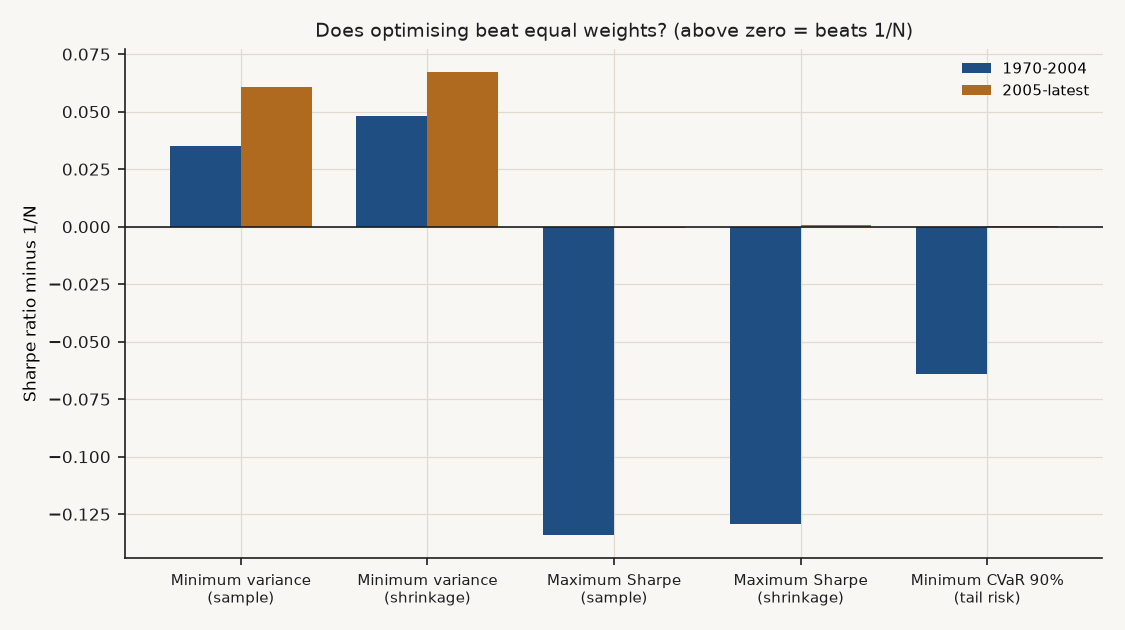 Does optimising beat equal weights? (above zero = beats 1/N)
1970-2004
2005-latest
Sharpe ratio minus 1/N
0.075
0.050
0.025
0.000
−0.025
−0.050
−0.075
−0.100
−0.125
Minimum variance
(sample)
Minimum variance
(shrinkage)
Maximum Sharpe
(sample)
Maximum Sharpe
(shrinkage)
Minimum CVaR 90%
(tail risk)